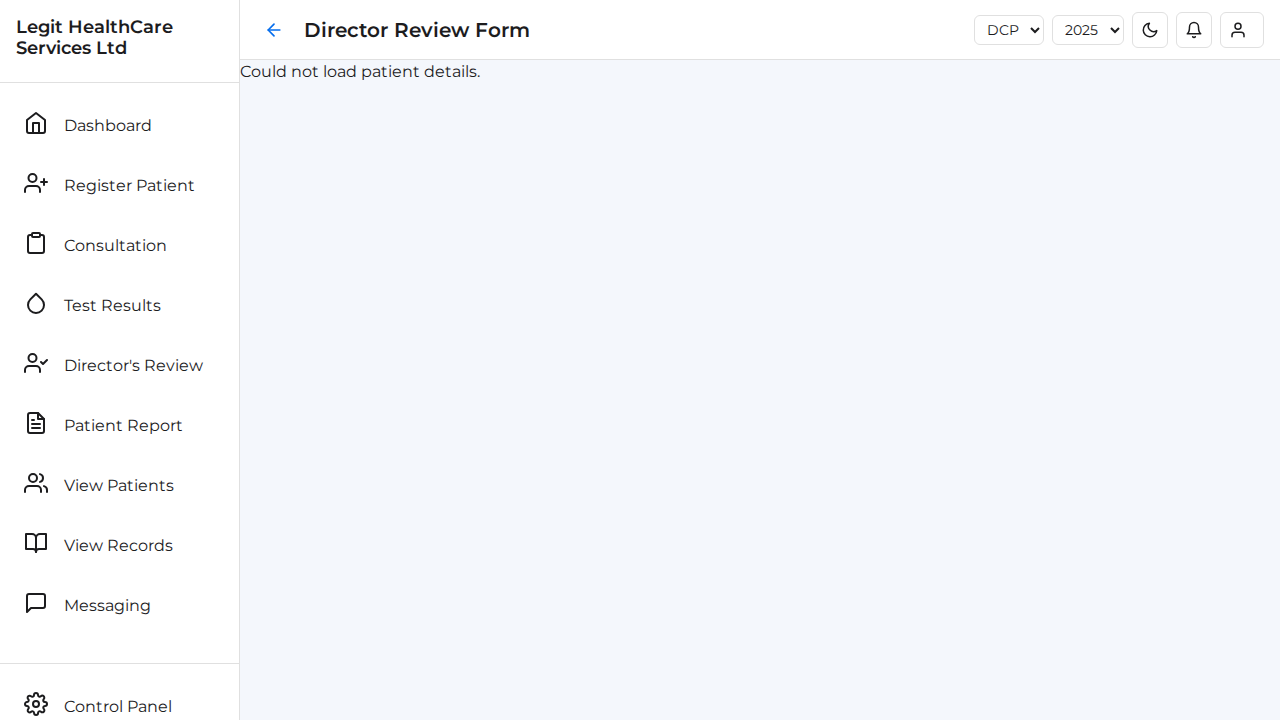 Legit HealthCare
Services Ltd
Director Review Form
DCP
2025
Could not load patient details.
Dashboard
Register Patient
Consultation
Test Results
Director's Review
Patient Report
View Patients
View Records
Messaging
Control Panel